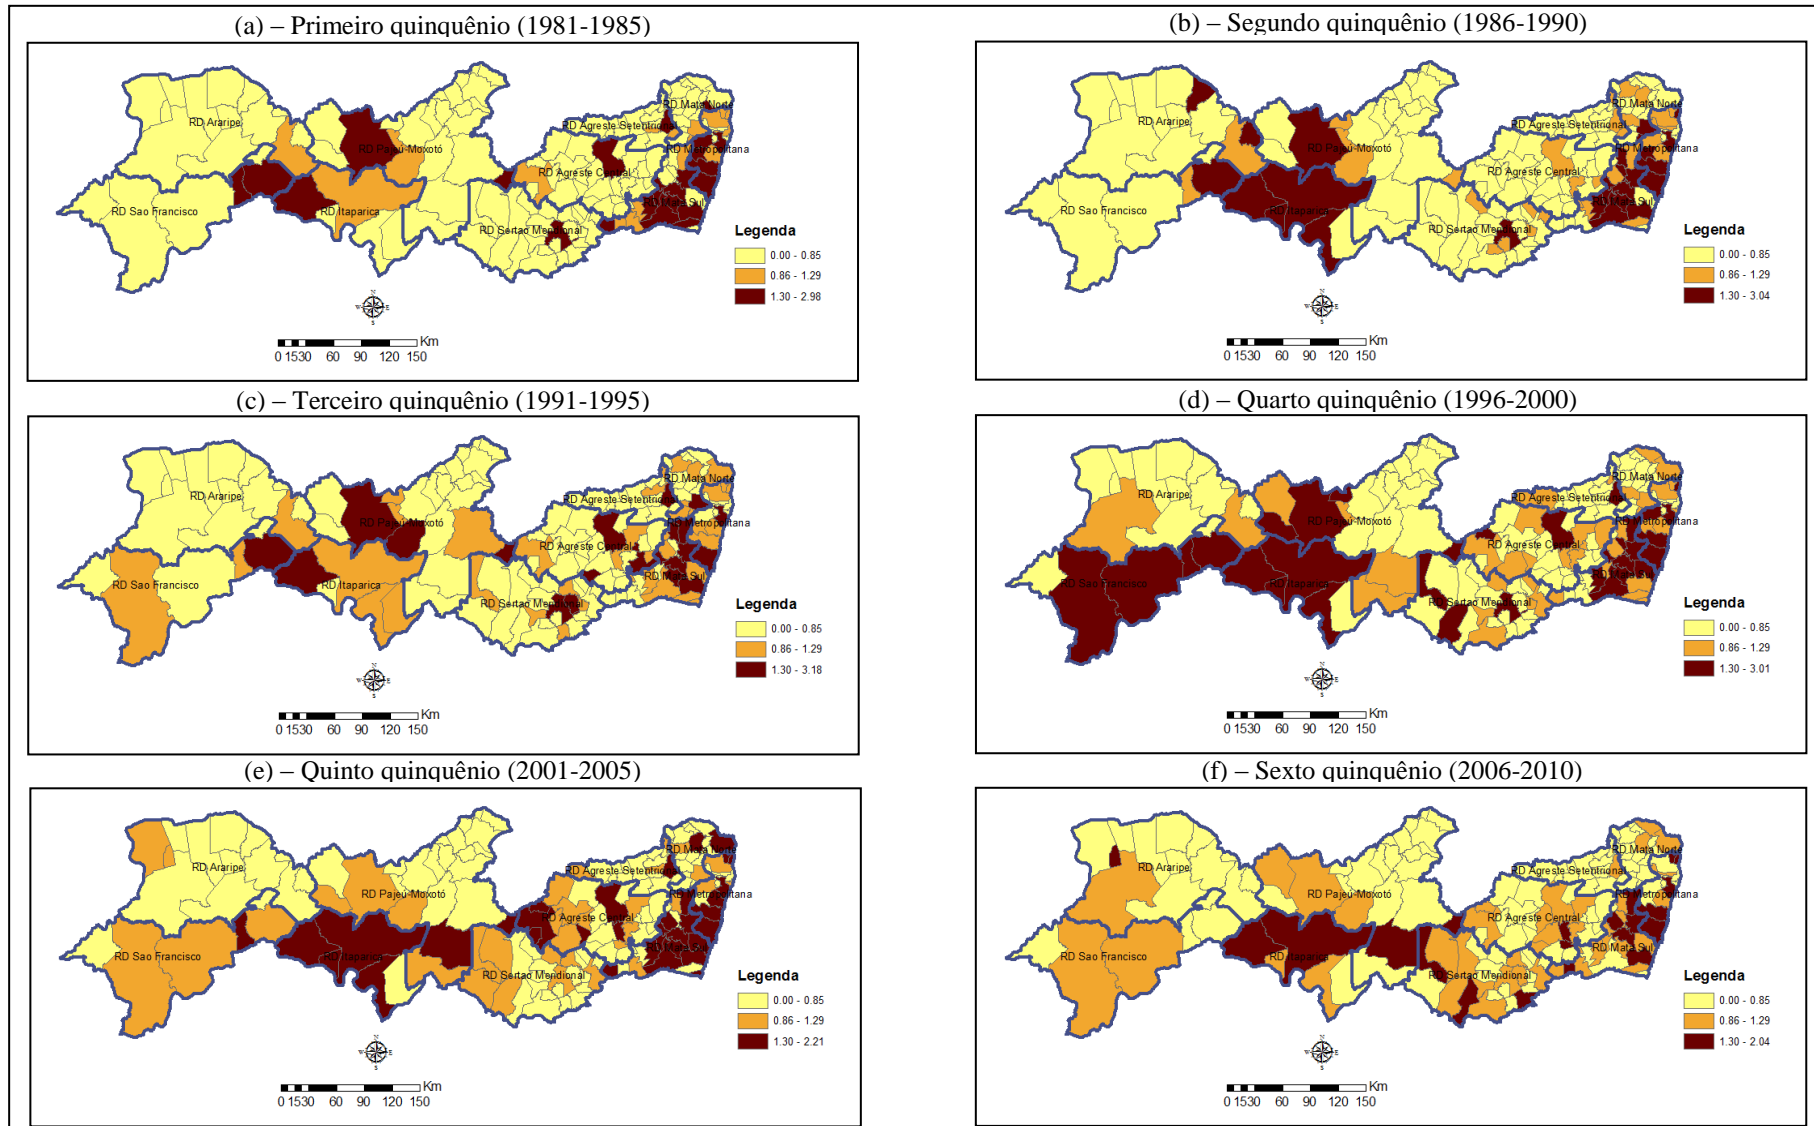 (a) – Primeiro quinquênio (1981-1985)
RD Araripe
RD Pajeú-Moxotó
RD Agreste Setentrional
RD Mata Norte
RD Metropolitana
RD Agreste Central
RD Sao Francisco
RD Itaparica
RD Mata Sul
RD Sertao Meridional
Legenda
0.00 - 0.85
0.86 - 1.29
1.30 - 2.98
N
W E
S
Km
0 1530 60 90 120 150
(b) – Segundo quinquênio (1986-1990)
RD Mata Norte
RD Araripe
RD Agreste Setentrional
RD Pajeú-Moxotó
RD Metropolitana
RD Agreste Central
RD Sao Francisco
RD Itaparica
RD Mata Sul
RD Sertao Meridional
Legenda
0.00 - 0.85
0.86 - 1.29
1.30 - 3.04
N
W E
S
Km
0 1530 60 90 120 150
(c) – Terceiro quinquênio (1991-1995)
RD Mata Norte
RD Araripe
RD Agreste Setentrional
RD Pajeú-Moxotó
RD Metropolitana
RD Agreste Central
RD Sao Francisco
RD Itaparica
RD Mata Sul
RD Sertao Meridional
Legenda
0.00 - 0.85
0.86 - 1.29
1.30 - 3.18
N
W E
S
Km
0 1530 60 90 120 150
(d) – Quarto quinquênio (1996-2000)
RD Mata Norte
RD Araripe
RD Agreste Setentrional
RD Pajeú-Moxotó
RD Metropolitana
RD Agreste Central
RD Sao Francisco
RD Itaparica
RD Mata Sul
RD Sertao Meridional
Legenda
0.00 - 0.85
0.86 - 1.29
1.30 - 3.01
N
W E
S
Km
0 1530 60 90 120 150
(e) – Quinto quinquênio (2001-2005)
RD Mata Norte
RD Araripe
RD Agreste Setentrional
RD Pajeú-Moxotó
RD Metropolitana
RD Agreste Central
RD Sao Francisco
RD Itaparica
RD Mata Sul
RD Sertao Meridional
Legenda
0.00 - 0.85
0.86 - 1.29
1.30 - 2.21
N
W E
S
Km
0 1530 60 90 120 150
(f) – Sexto quinquênio (2006-2010)
RD Mata Norte
RD Araripe
RD Agreste Setentrional
RD Pajeú-Moxotó
RD Metropolitana
RD Agreste Central
RD Sao Francisco
RD Itaparica
RD Mata Sul
RD Sertao Meridional
Legenda
0.00 - 0.85
0.86 - 1.29
1.30 - 2.04
N
W E
S
Km
0 1530 60 90 120 150